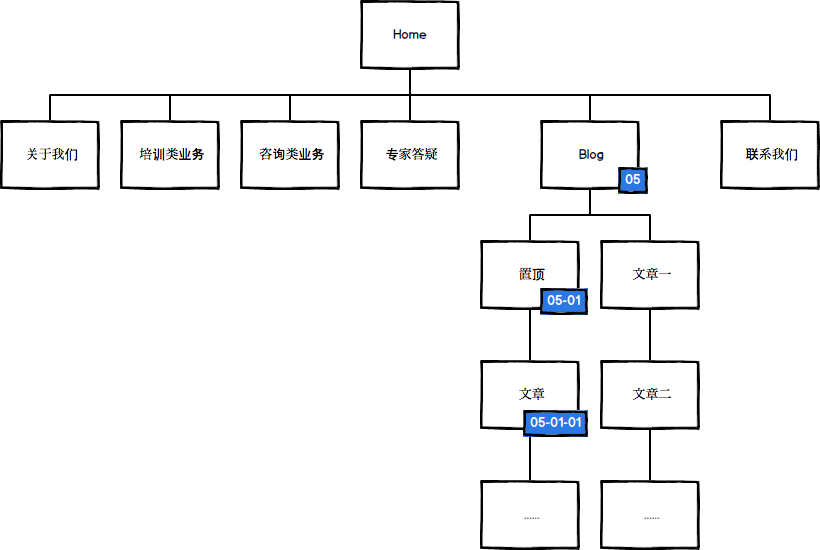 Home
关于我们
培训类业务
咨询类业务
专家答疑
Blog
联系我们
05
置顶
文章一
05-01
文章
文章二
05-01-01
......
......